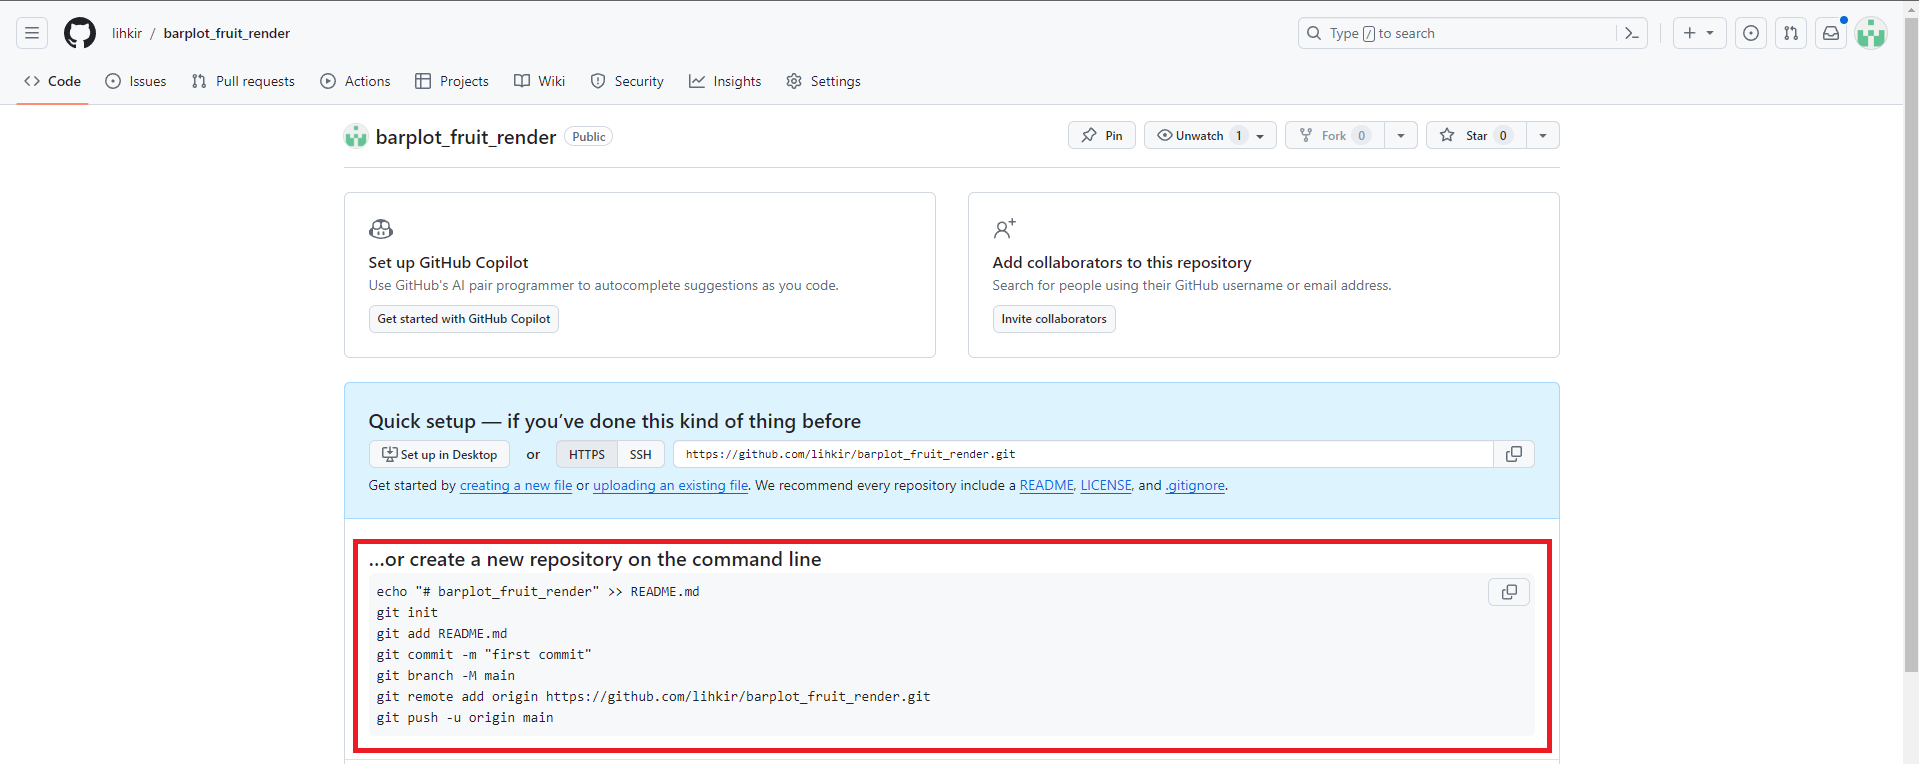 lihkir / barplot_fruit_render
Type / to search
Code Issues Pull requests Actions Projects Wiki Security Insights Settings
barplot_fruit_render Public
Pin Unwatch 1 Fork 0 Star 0
Set up GitHub Copilot
Use GitHub's AI pair programmer to autocomplete suggestions as you code.
Get started with GitHub Copilot
Add collaborators to this repository
Search for people using their GitHub username or email address.
Invite collaborators
Quick setup — if you’ve done this kind of thing before
Set up in Desktop or HTTPS SSH https://github.com/lihkir/barplot_fruit_render.git
Get started by creating a new file or uploading an existing file. We recommend every repository include a README, LICENSE, and .gitignore.
…or create a new repository on the command line
echo "# barplot_fruit_render" >> README.md
git init
git add README.md
git commit -m "first commit"
git branch -M main
git remote add origin https://github.com/lihkir/barplot_fruit_render.git
git push -u origin main